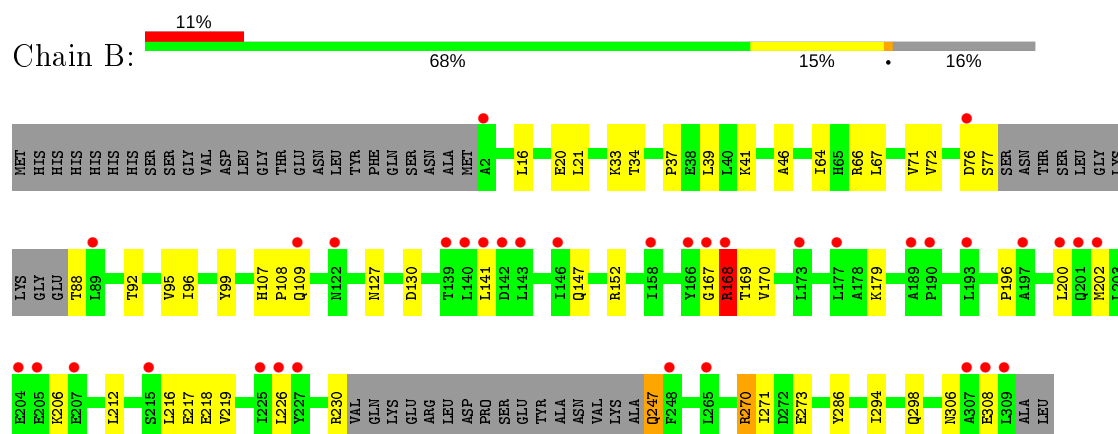 11%
Chain B:
68% 15% • 16%
MET HIS HIS HIS HIS HIS HIS SER SER GLY VAL ASP LEU GLY THR GLU ASN LEU TYR PHE GLN SER ASN ALA MET A2 L16 E20 L21 K33 T34 P37 E38 L39 L40 K41 A46 I64 H65 R66 L67 V71 V72 D76 S77 SER ASN THR SER LEU GLY LYS
LYS GLY GLU T88 L89 T92 V95 I96 Y99 H107 P108 Q109 N122 N127 D130 T139 L140 L141 D142 L143 I146 Q147 R152 I158 Y166 G167 R168 T169 V170 L173 L177 A178 K179 A189 P190 L193 P196 A197 L200 Q201 M202 L203
E204 E205 K206 E207 L212 S215 L216 E217 E218 V219 I225 L226 Y227 R230 VAL GLN LYS GLU ARG LEU ASP PRO SER GLU TYR ALA ASN VAL LYS ALA Q247 F248 L265 R270 I271 D272 E273 Y286 I294 Q298 N306 A307 E308 L309 ALA LEU